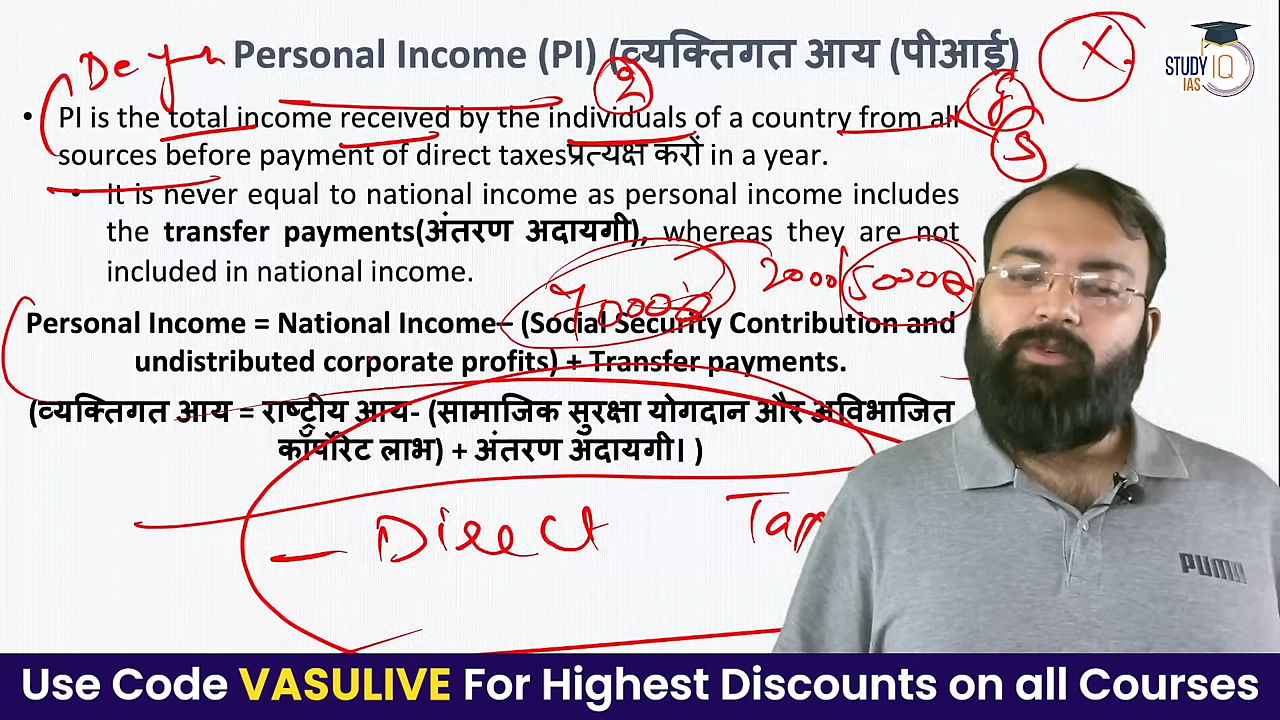 Personal Income (PI) (व्यक्तिगत आय (पीआई)
X
STUDY IQ
IAS
2
PI is the total income received by the individuals of a country from all
sources before payment of direct taxesप्रत्यक्ष करों in a year.
It is never equal to national income as personal income includes
the transfer payments(अंतरण अदायगी), whereas they are not
included in national income.
2000 50000
70000
Personal Income = National Income– (Social Security Contribution and
undistributed corporate profits) + Transfer payments.
(व्यक्तिगत आय = राष्ट्रीय आय- (सामाजिक सुरक्षा योगदान और अविभाजित
कॉर्पोरेट लाभ) + अंतरण अदायगी। )
— Direct
PUMA
Use Code VASULIVE For Highest Discounts on all Courses